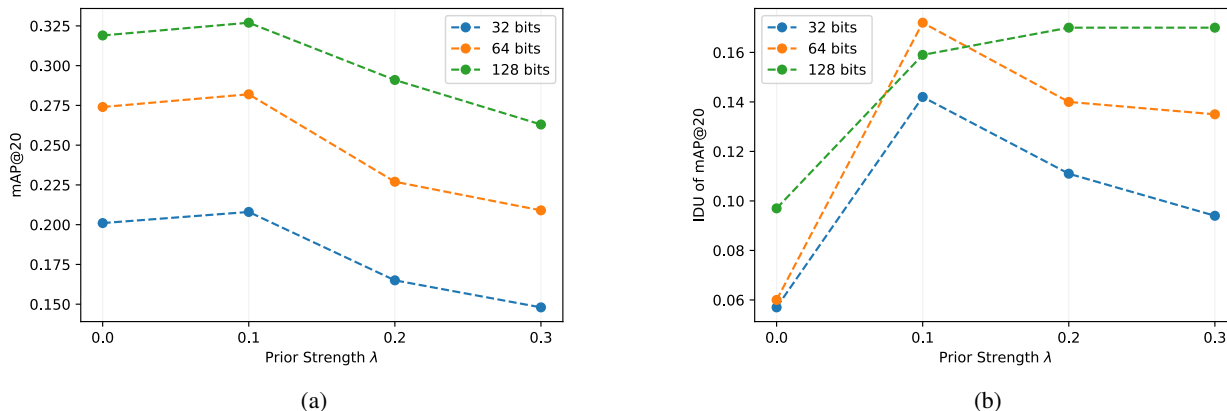 0.325
0.300
0.275
0.250
0.225
0.200
0.175
0.150
mAP@20
32 bits
64 bits
128 bits
0.0 0.1 0.2 0.3
Prior Strength λ
(a)
0.16
0.14
0.12
0.10
0.08
0.06
IDU of mAP@20
32 bits
64 bits
128 bits
0.0 0.1 0.2 0.3
Prior Strength λ
(b)